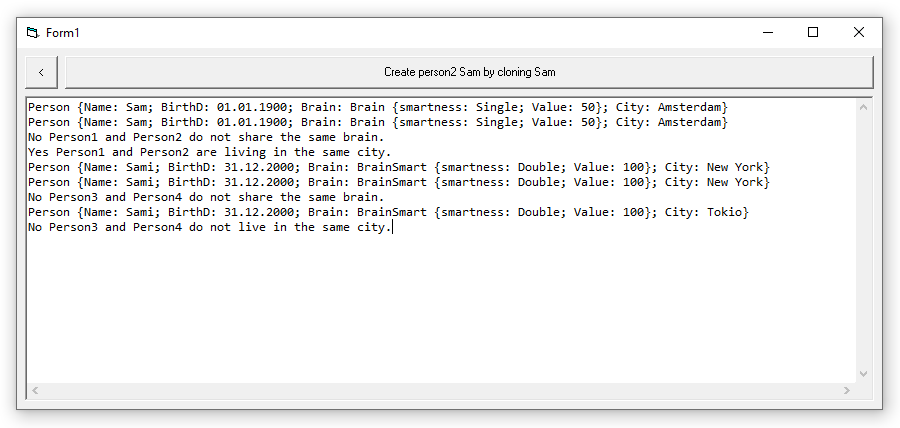 Form1
<
Create person2 Sam by cloning Sam
Person {Name: Sam; BirthD: 01.01.1900; Brain: Brain {smartness: Single; Value: 50}; City: Amsterdam}
Person {Name: Sam; BirthD: 01.01.1900; Brain: Brain {smartness: Single; Value: 50}; City: Amsterdam}
No Person1 and Person2 do not share the same brain.
Yes Person1 and Person2 are living in the same city.
Person {Name: Sami; BirthD: 31.12.2000; Brain: BrainSmart {smartness: Double; Value: 100}; City: New York}
Person {Name: Sami; BirthD: 31.12.2000; Brain: BrainSmart {smartness: Double; Value: 100}; City: New York}
No Person3 and Person4 do not share the same brain.
Person {Name: Sami; BirthD: 31.12.2000; Brain: BrainSmart {smartness: Double; Value: 100}; City: Tokio}
No Person3 and Person4 do not live in the same city.